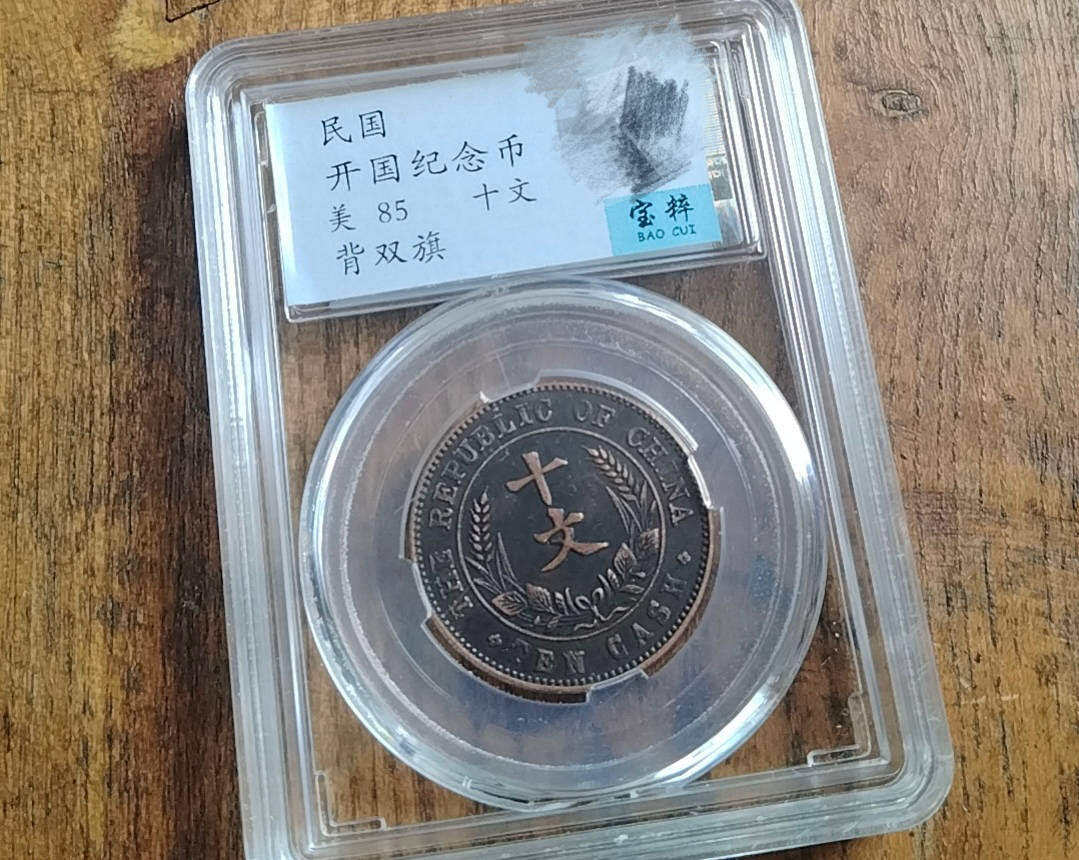 民国
开国纪念币
美 85 十文
背双旗
宝粹
BAO CUI
THE REPUBLIC OF CHINA
十
文
TEN CASH